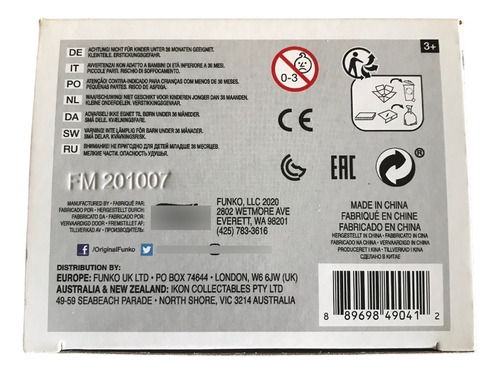 DE ACHTUNG! NICHT FÜR KINDER UNTER 36 MONATEN GEEIGNET.
KLEINTEILE. ERSTICKUNGSGEFAHR.
IT AVVERTENZA! NON ADATTO A BAMBINI DI ETÀ INFERIORE A 36 MESI.
PICCOLE PARTI. RISCHIO DI SOFFOCAMENTO.
PO ATENÇÃO! CONTRA-INDICADO PARA CRIANÇAS COM MENOS DE 36 MESES.
PEQUENAS PARTES. RISCO DE ASFIXIA.
NL WAARSCHUWING! NIET GESCHIKT VOOR KINDEREN JONGER DAN 36 MAANDEN.
KLEINE ONDERDELEN. VERSTIKKINGSGEVAAR.
DA ADVARSEL! IKKE EGNET TIL BØRN UNDER 36 MÅNEDER.
SMÅ DELE. KVÆLNINGSFARE.
SW VARNING! INTE LÄMPLIG FÖR BARN UNDER 36 MÅNADER.
SMÅ DELAR. KVÄVNINGSRISK.
RU ВНИМАНИЕ! НЕ ПРИГОДНО ДЛЯ ДЕТЕЙ МЛАДШЕ 36 МЕСЯЦЕВ.
МЕЛКИЕ ЧАСТИ. ОПАСНОСТЬ УДУШЬЯ.
0-3
3+
CE
EAC
FM 201007
MANUFACTURED BY • FABRIQUÉ PAR:
FABRICADO POR • HERGESTELLT DURCH:
FABRICATO DA • FABRICADO POR:
VERVAARDIGD DOOR • FREMSTILLET AF:
TILLVERKAD AV • ПРОИЗВОДИТЕЛЬ:
FUNKO, LLC 2020
2802 WETMORE AVE
EVERETT, WA 98201
(425) 783-3616
MADE IN CHINA
FABRIQUÉ EN CHINE
FABRICADO EN CHINA
HERGESTELLT IN CHINA • FABBRICATO IN CINA
FABRICADO NA CHINA • VERVAARDIGD IN CHINA
PRODUCERET I KINA • TILLVERKAD I KINA
СДЕЛАНО В КИТАЕ
/OriginalFunko
DISTRIBUTION BY:
EUROPE: FUNKO UK LTD • PO BOX 74644 • LONDON, W6 6JW (UK)
AUSTRALIA & NEW ZEALAND: IKON COLLECTABLES PTY LTD
49-59 SEABEACH PARADE • NORTH SHORE, VIC 3214 AUSTRALIA
8 89698 49041 2